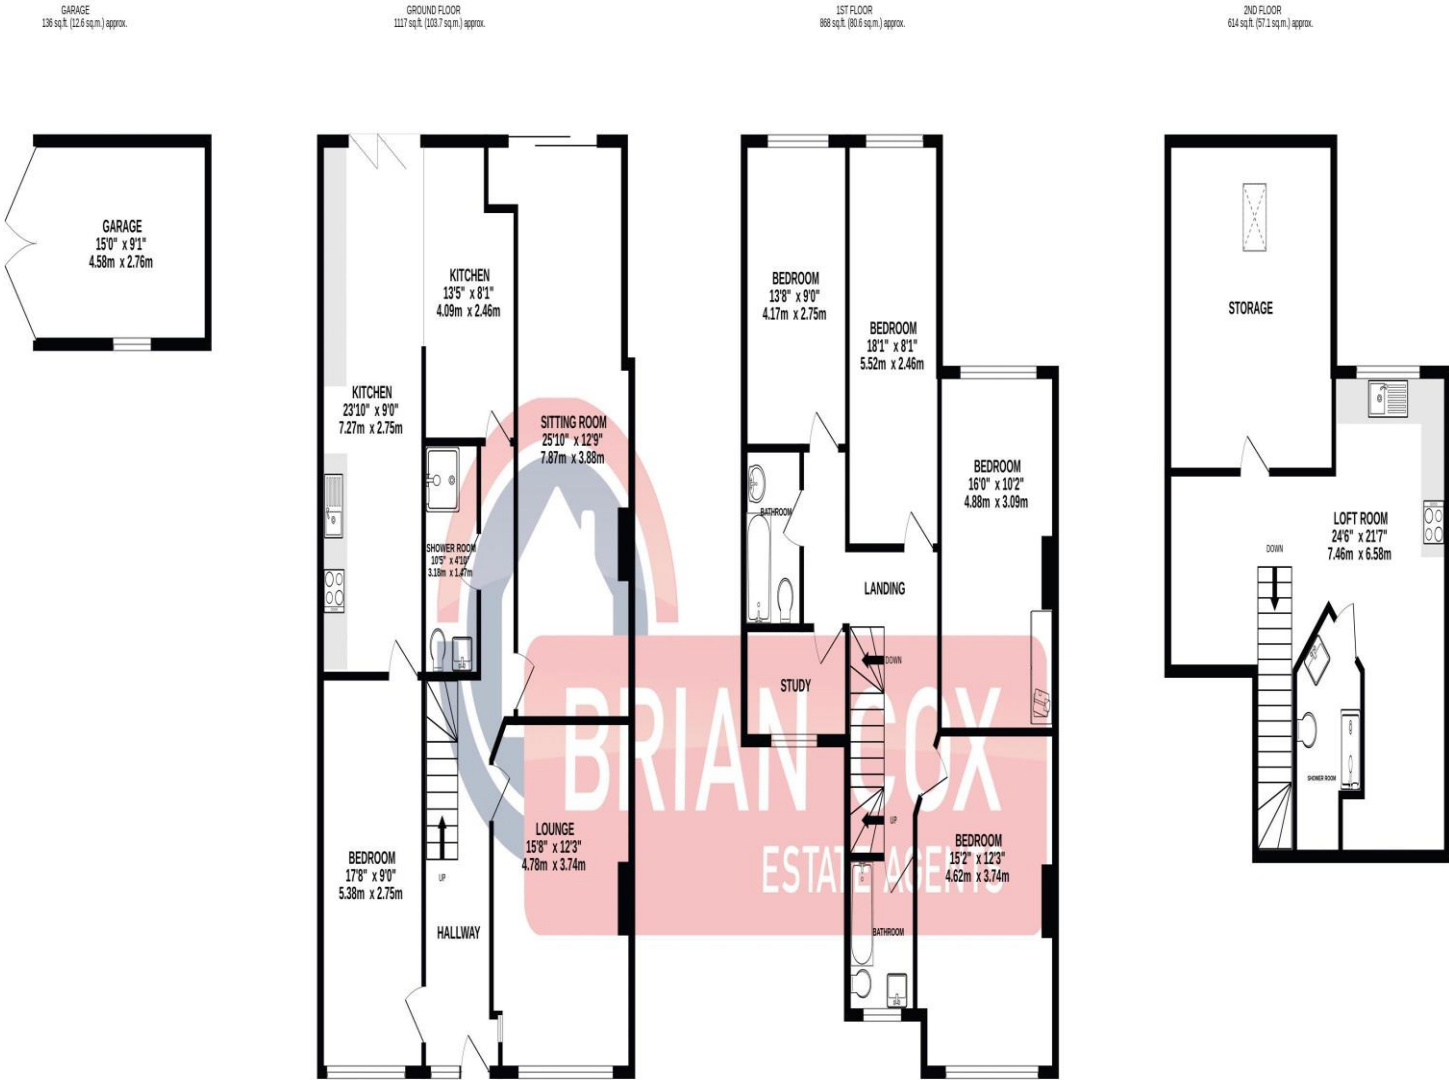 GARAGE
136 sq.ft. (12.6 sq.m.) approx.
GROUND FLOOR
1117 sq.ft. (103.7 sq.m.) approx.
1ST FLOOR
868 sq.ft. (80.6 sq.m.) approx.
2ND FLOOR
614 sq.ft. (57.1 sq.m.) approx.
GARAGE
15'0" x 9'1"
4.58m x 2.76m
KITCHEN
13'5" x 8'1"
4.09m x 2.46m
KITCHEN
23'10" x 9'0"
7.27m x 2.75m
SITTING ROOM
25'10" x 12'9"
7.87m x 3.88m
SHOWER ROOM
10'5" x 4'10"
3.18m x 1.47m
BEDROOM
17'8" x 9'0"
5.38m x 2.75m
UP
HALLWAY
LOUNGE
15'8" x 12'3"
4.78m x 3.74m
BEDROOM
13'8" x 9'0"
4.17m x 2.75m
BEDROOM
18'1" x 8'1"
5.52m x 2.46m
BEDROOM
16'0" x 10'2"
4.88m x 3.09m
BATHROOM
LANDING
STUDY
DOWN
UP
BEDROOM
15'2" x 12'3"
4.62m x 3.74m
BATHROOM
STORAGE
LOFT ROOM
24'6" x 21'7"
7.46m x 6.58m
DOWN
SHOWER ROOM
BRIAN COX
ESTATE AGENTS